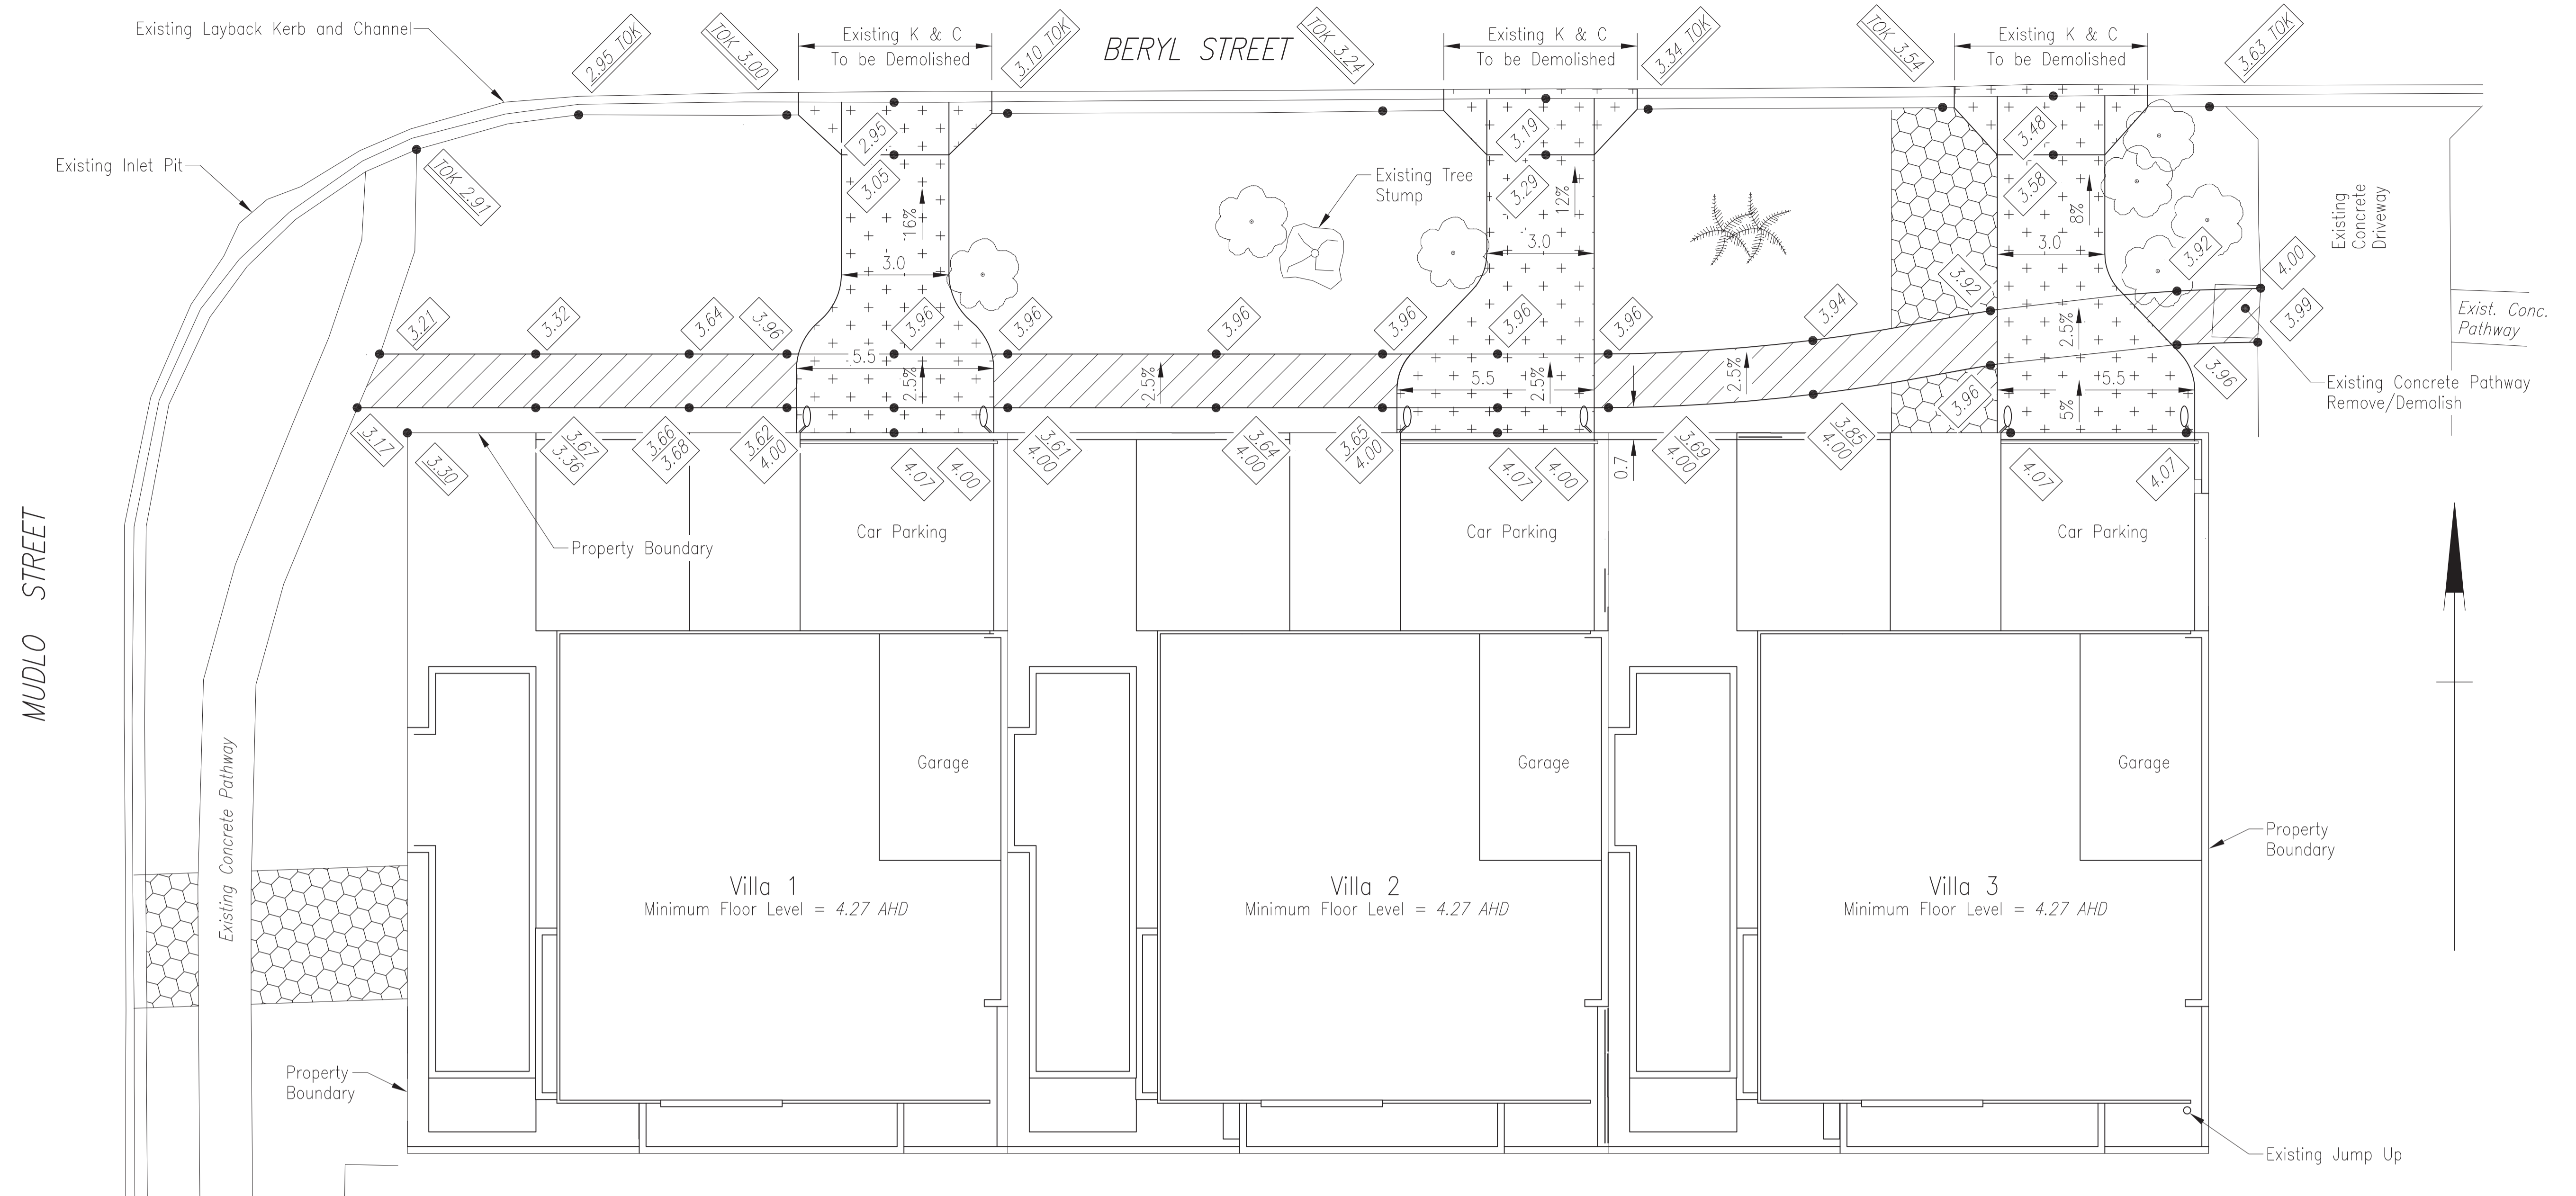 Existing Layback Kerb and Channel
2.95 TOK
TOK 3.00
Existing K & C
To be Demolished
3.10 TOK
BERYL STREET
TOK 3.24
Existing K & C
To be Demolished
3.34 TOK
TOK 3.54
Existing K & C
To be Demolished
3.63 TOK
Existing Inlet Pit
TOK 2.91
2.95
3.05
16%
3.0
Existing Tree
Stump
3.19
3.29
12%
3.0
3.48
3.58
8%
3.0
Existing
Concrete
Driveway
3.92
3.92
4.00
3.99
Exist. Conc.
Pathway
3.21
3.32
3.64
3.96
3.96
3.96
3.96
3.96
3.96
3.96
3.94
5.5
2.5%
2.5%
5.5
2.5%
2.5%
2.5%
5.5
5%
3.96
3.96
Existing Concrete Pathway
Remove/Demolish
3.17
3.30
3.67
3.36
3.66
3.68
3.62
4.00
4.07
4.00
3.61
4.00
3.64
4.00
3.65
4.00
4.07
4.00
0.7
3.69
4.00
3.85
4.00
4.07
4.07
Property Boundary
Car Parking
Car Parking
Car Parking
MUDLO STREET
Garage
Garage
Garage
Existing Concrete Pathway
Villa 1
Minimum Floor Level = 4.27 AHD
Villa 2
Minimum Floor Level = 4.27 AHD
Villa 3
Minimum Floor Level = 4.27 AHD
Property
Boundary
Property
Boundary
Existing Jump Up